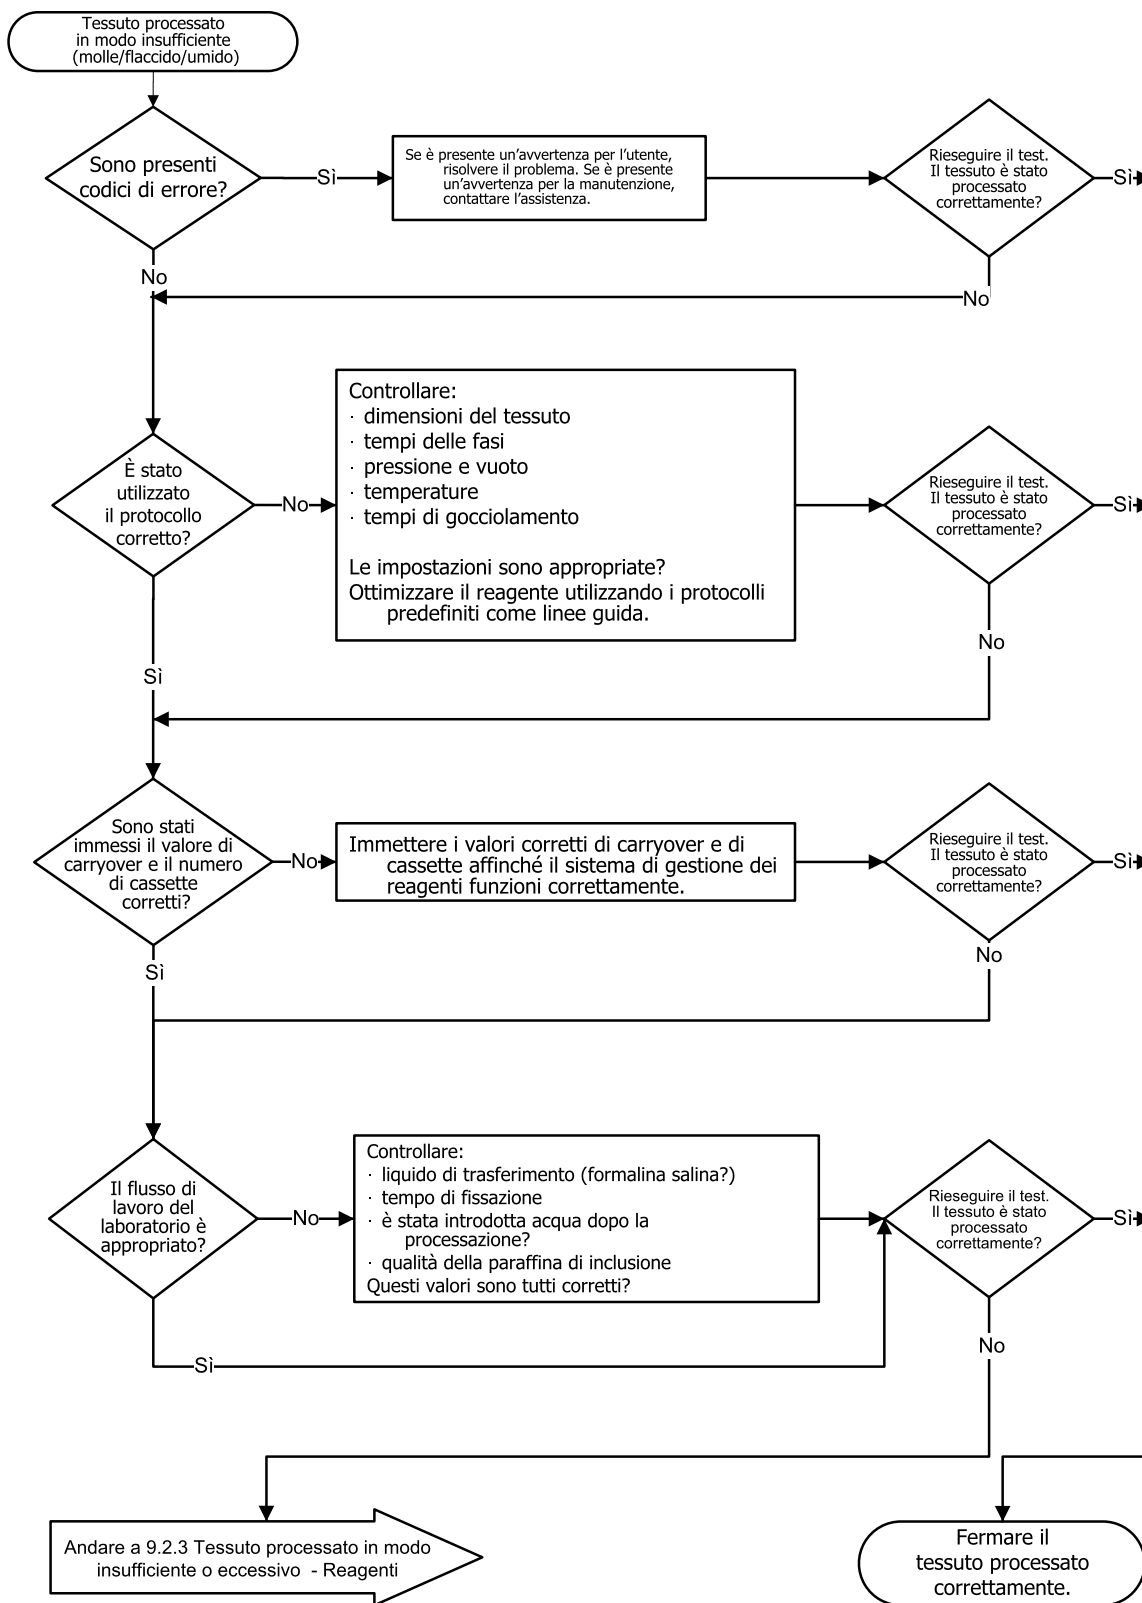 Tessuto processato
in modo insufficiente
(molle/flaccido/umido)
Sono presenti
codici di errore?
Sì
Se è presente un'avvertenza per l'utente,
risolvere il problema. Se è presente
un'avvertenza per la manutenzione,
contattare l'assistenza.
Rieseguire il test.
Il tessuto è stato
processato
correttamente?
Sì
No
No
È stato
utilizzato
il protocollo
corretto?
No
Controllare:
· dimensioni del tessuto
· tempi delle fasi
· pressione e vuoto
· temperature
· tempi di gocciolamento
Le impostazioni sono appropriate?
Ottimizzare il reagente utilizzando i protocolli
predefiniti come linee guida.
Rieseguire il test.
Il tessuto è stato
processato
correttamente?
Sì
No
Sì
Sono stati
immessi il valore di
carryover e il numero
di cassette
corretti?
No
Immettere i valori corretti di carryover e di
cassette affinché il sistema di gestione dei
reagenti funzioni correttamente.
Rieseguire il test.
Il tessuto è stato
processato
correttamente?
Sì
No
Sì
Il flusso di
lavoro del
laboratorio è
appropriato?
No
Controllare:
· liquido di trasferimento (formalina salina?)
· tempo di fissazione
· è stata introdotta acqua dopo la
processazione?
· qualità della paraffina di inclusione
Questi valori sono tutti corretti?
Rieseguire il test.
Il tessuto è stato
processato
correttamente?
Sì
No
Sì
Andare a 9.2.3 Tessuto processato in modo
insufficiente o eccessivo - Reagenti
Fermare il
tessuto processato
correttamente.